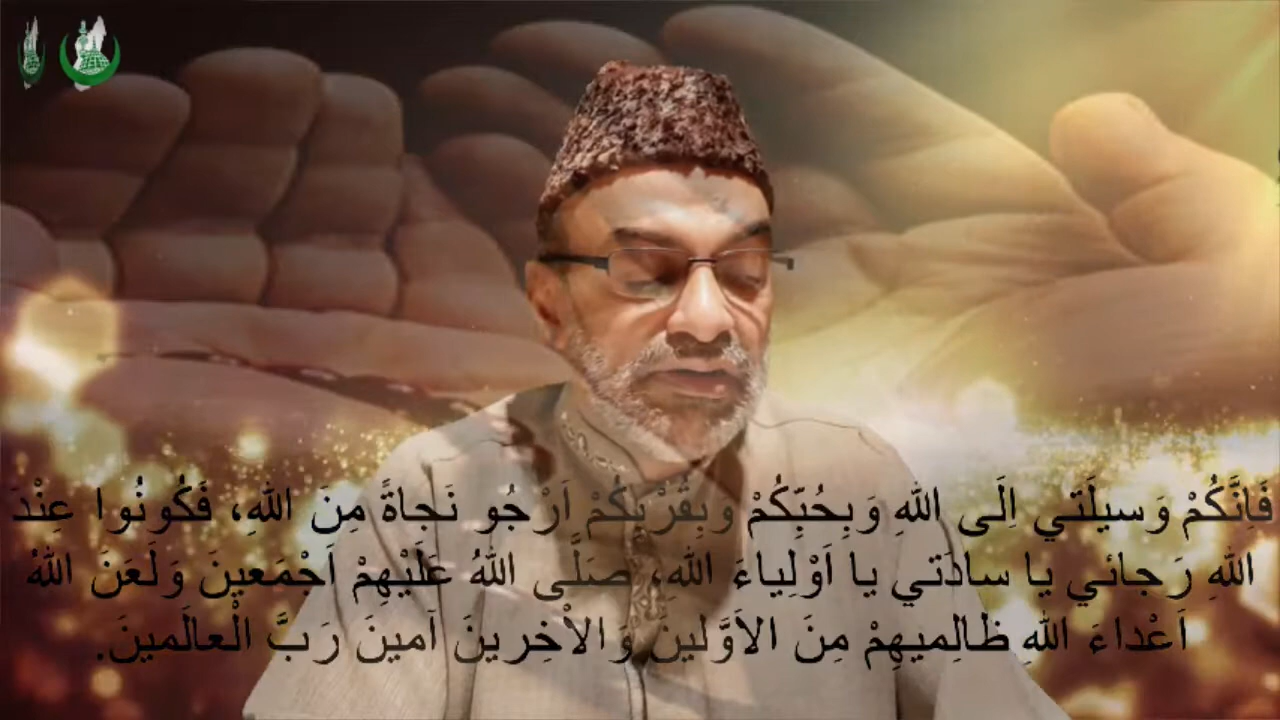 فَاِنَّكُمْ وَسيلَتي اِلَى اللهِ وَبِحُبِّكُمْ وَبِقُرْبِكُمْ اَرْجُو نَجاةً مِنَ اللهِ، فَكُونُوا عِنْدَ
اللهِ رَجائي يا سادَتي يا اَوْلِياءَ اللهِ، صَلَّى اللهُ عَلَيْهِمْ اَجْمَعينَ وَلَعَنَ اللهُ
اَعْداءَ اللهِ ظالِميهِمْ مِنَ الاَوَّلينَ وَالاْخِرينَ آمينَ رَبَّ الْعالَمينَ.